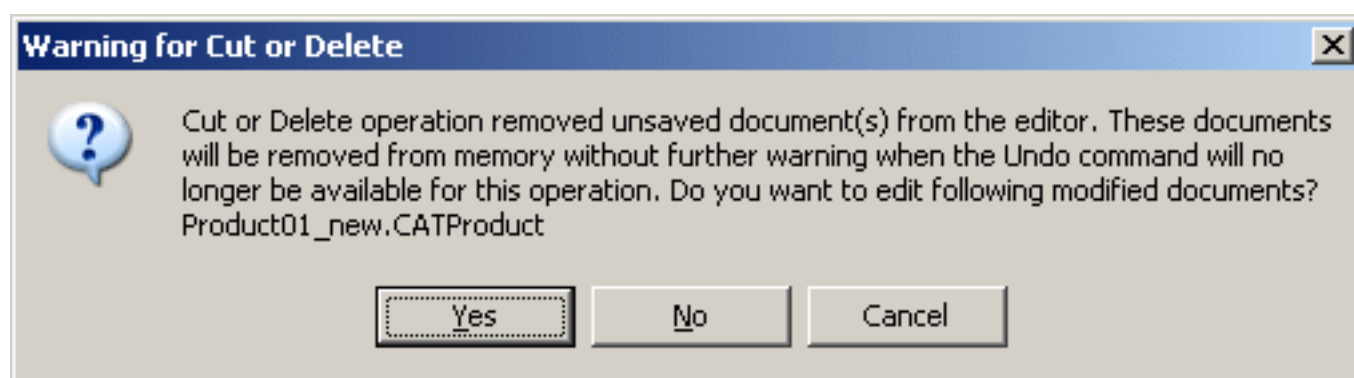 Warning for Cut or Delete
Cut or Delete operation removed unsaved document(s) from the editor. These documents
will be removed from memory without further warning when the Undo command will no
longer be available for this operation. Do you want to edit following modified documents?
Product01_new.CATProduct
Yes
No
Cancel